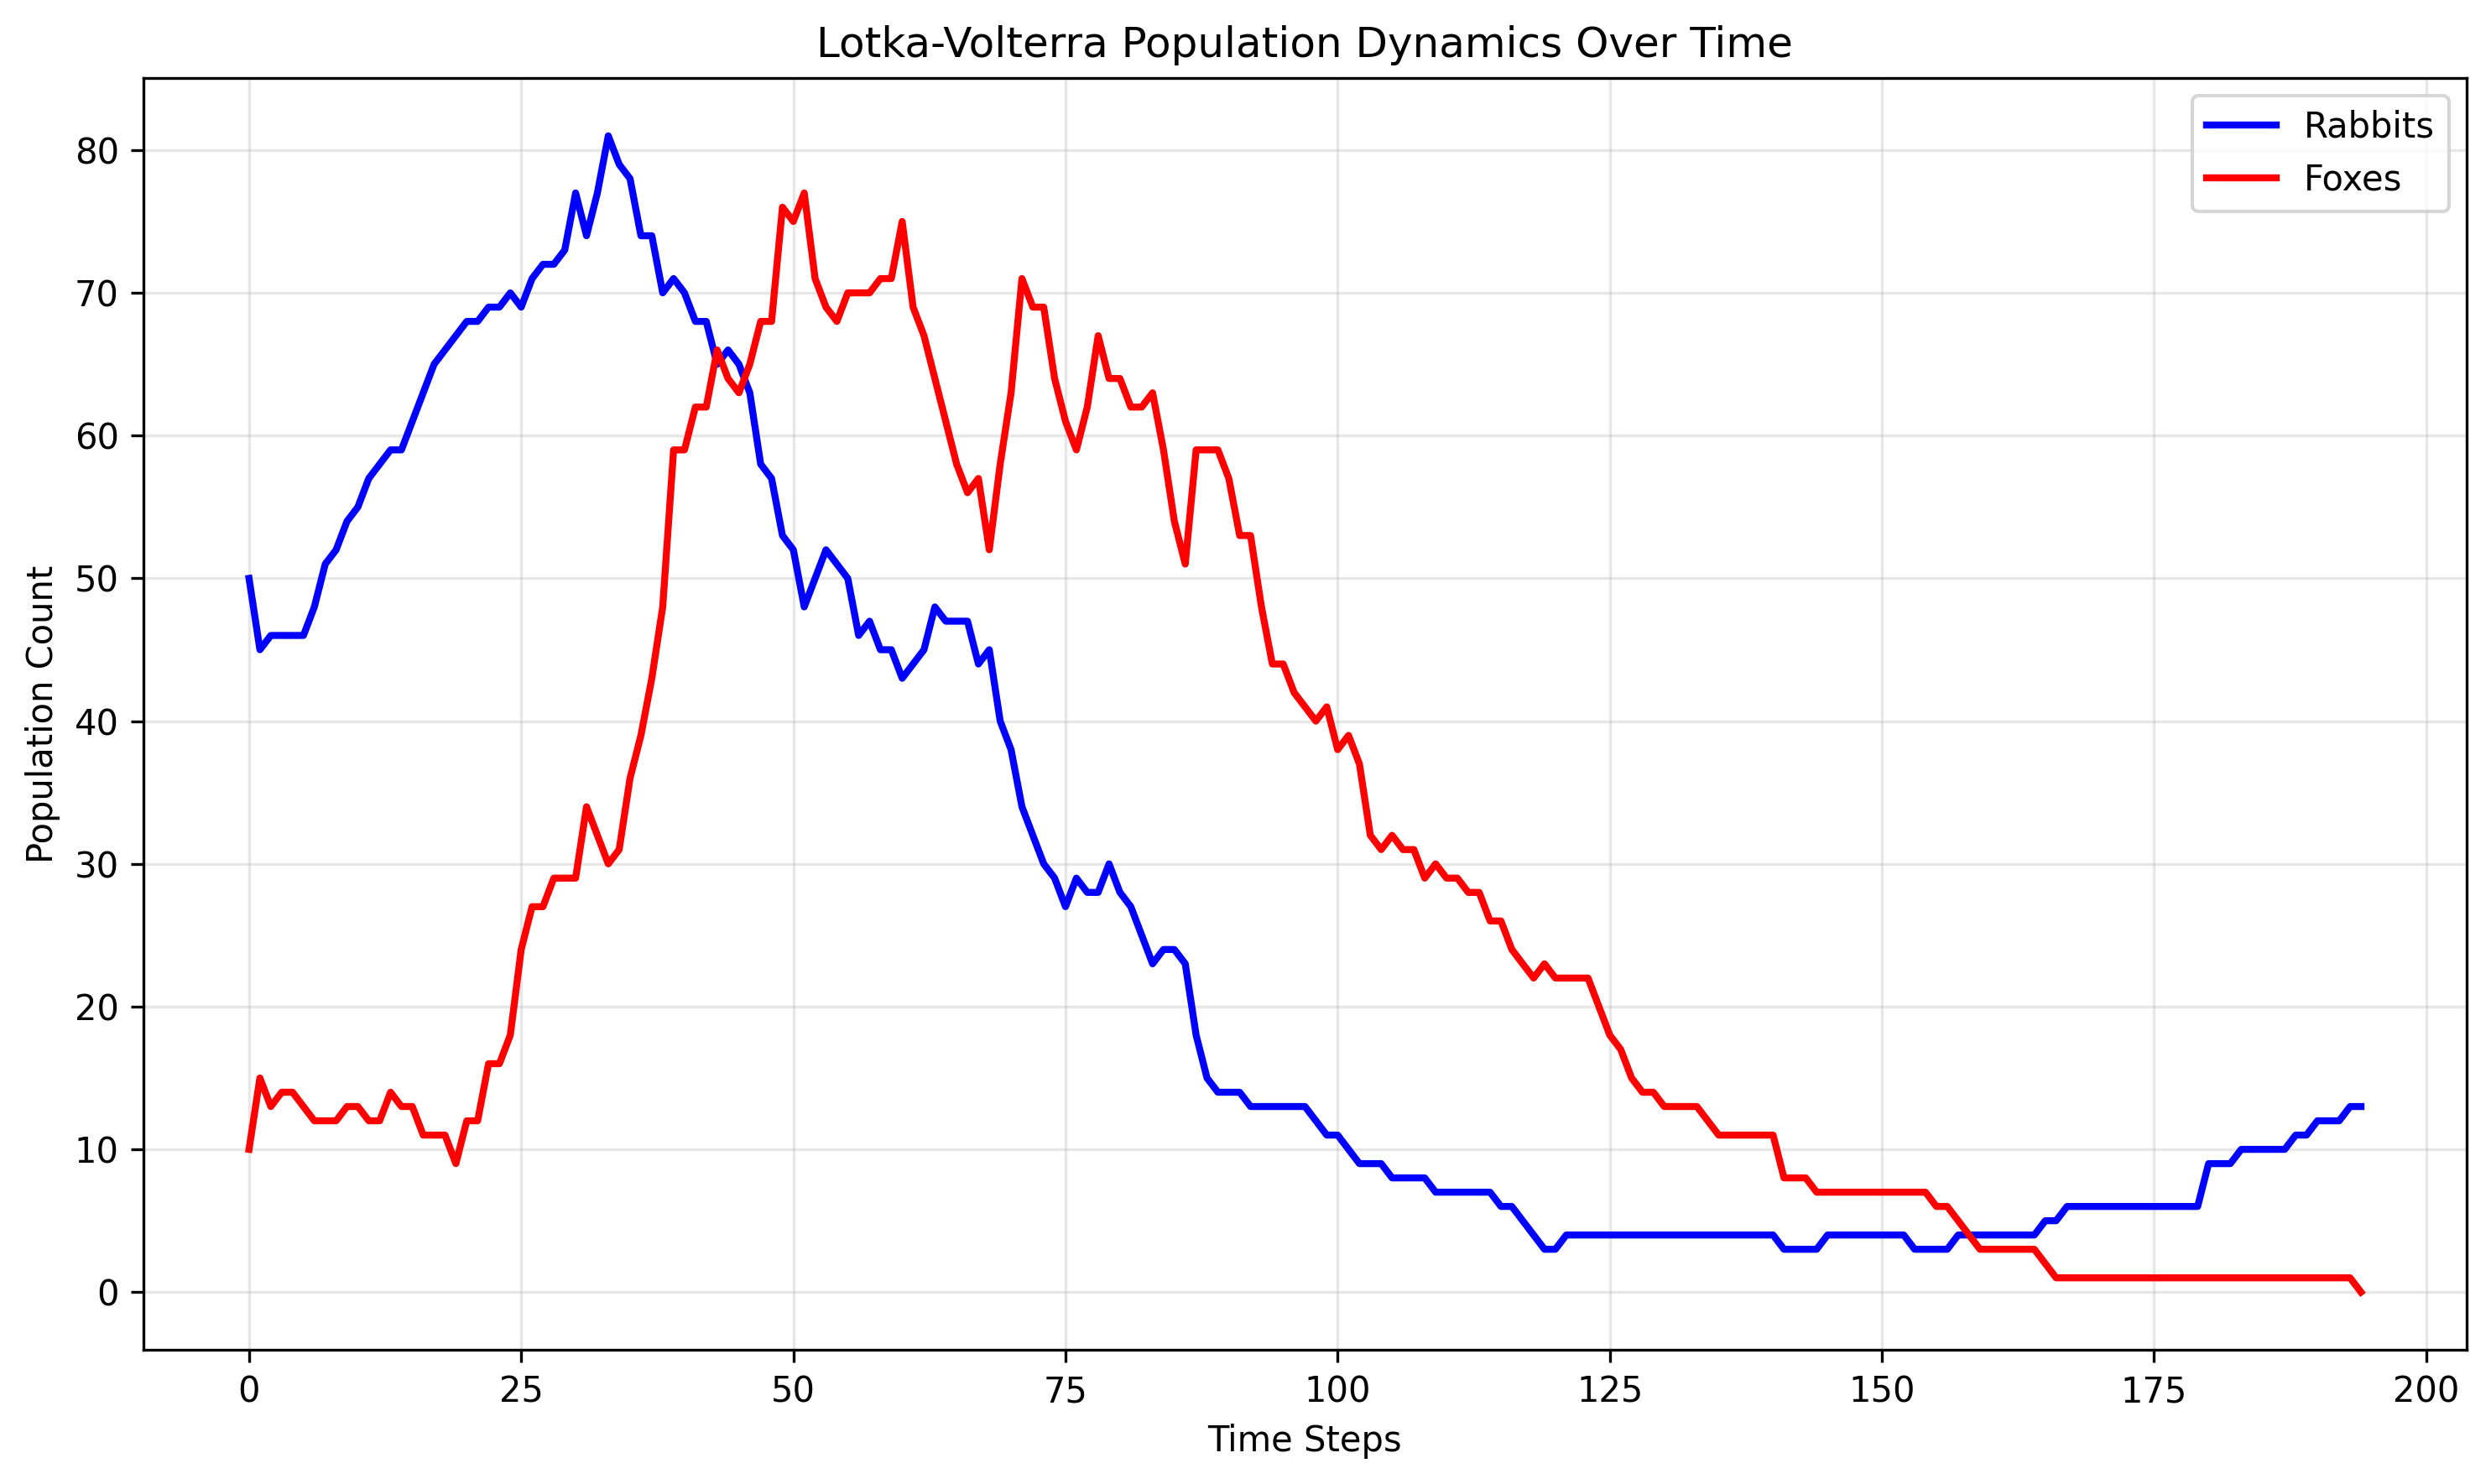 Lotka-Volterra Population Dynamics Over Time
Rabbits
Foxes
Population Count
80
70
60
50
40
30
20
10
0
0 25 50 75 100 125 150 175 200
Time Steps